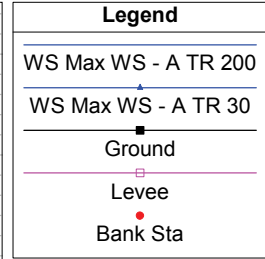 Legend
WS Max WS - A TR 200
WS Max WS - A TR 30
Ground
Levee
Bank Sta